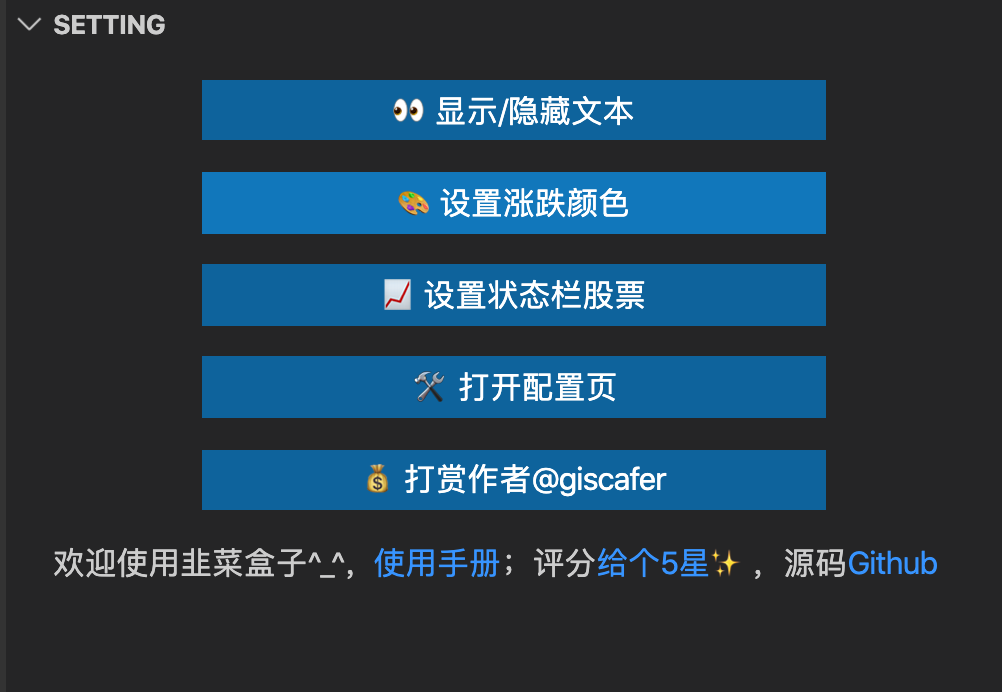 SETTING
👀 显示/隐藏文本
🎨 设置涨跌颜色
📈 设置状态栏股票
🛠 打开配置页
💰 打赏作者@giscafer
欢迎使用韭菜盒子^_^，使用手册；评分给个5星✨ ，源码Github